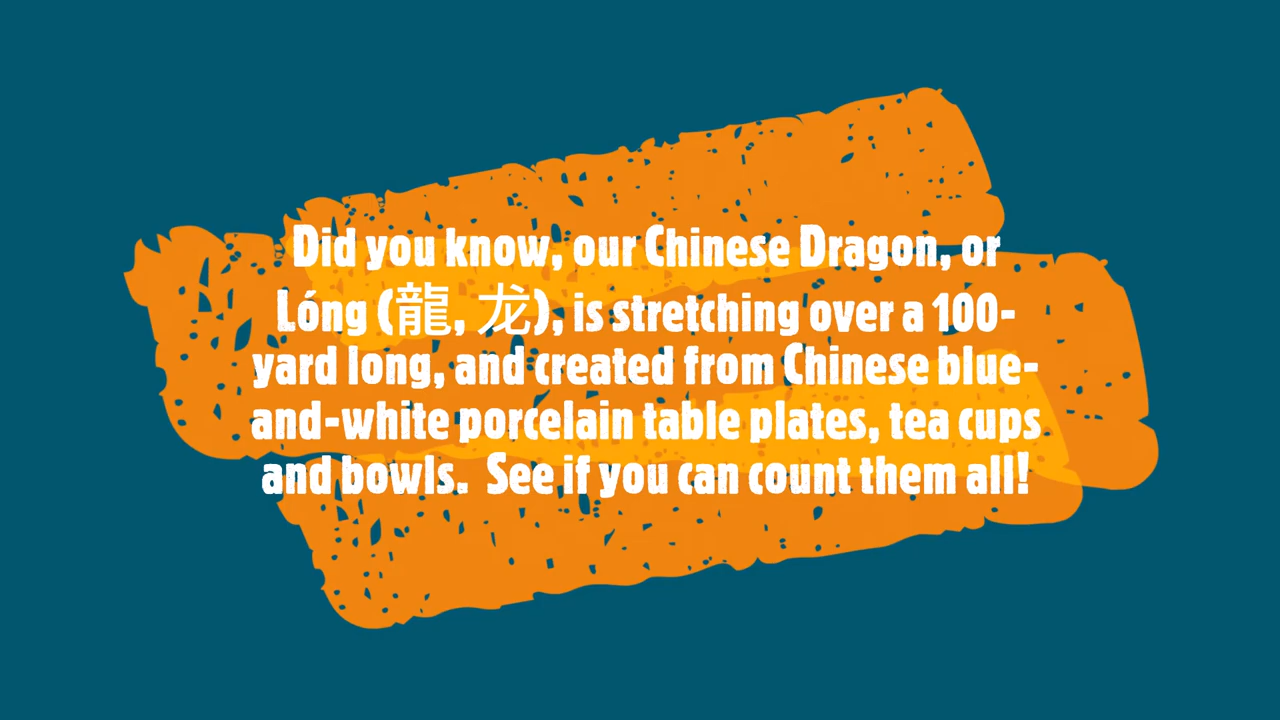 Did you know, our Chinese Dragon, or
Lóng (龍, 龙), is stretching over a 100-
yard long, and created from Chinese blue-
and-white porcelain table plates, tea cups
and bowls.  See if you can count them all!